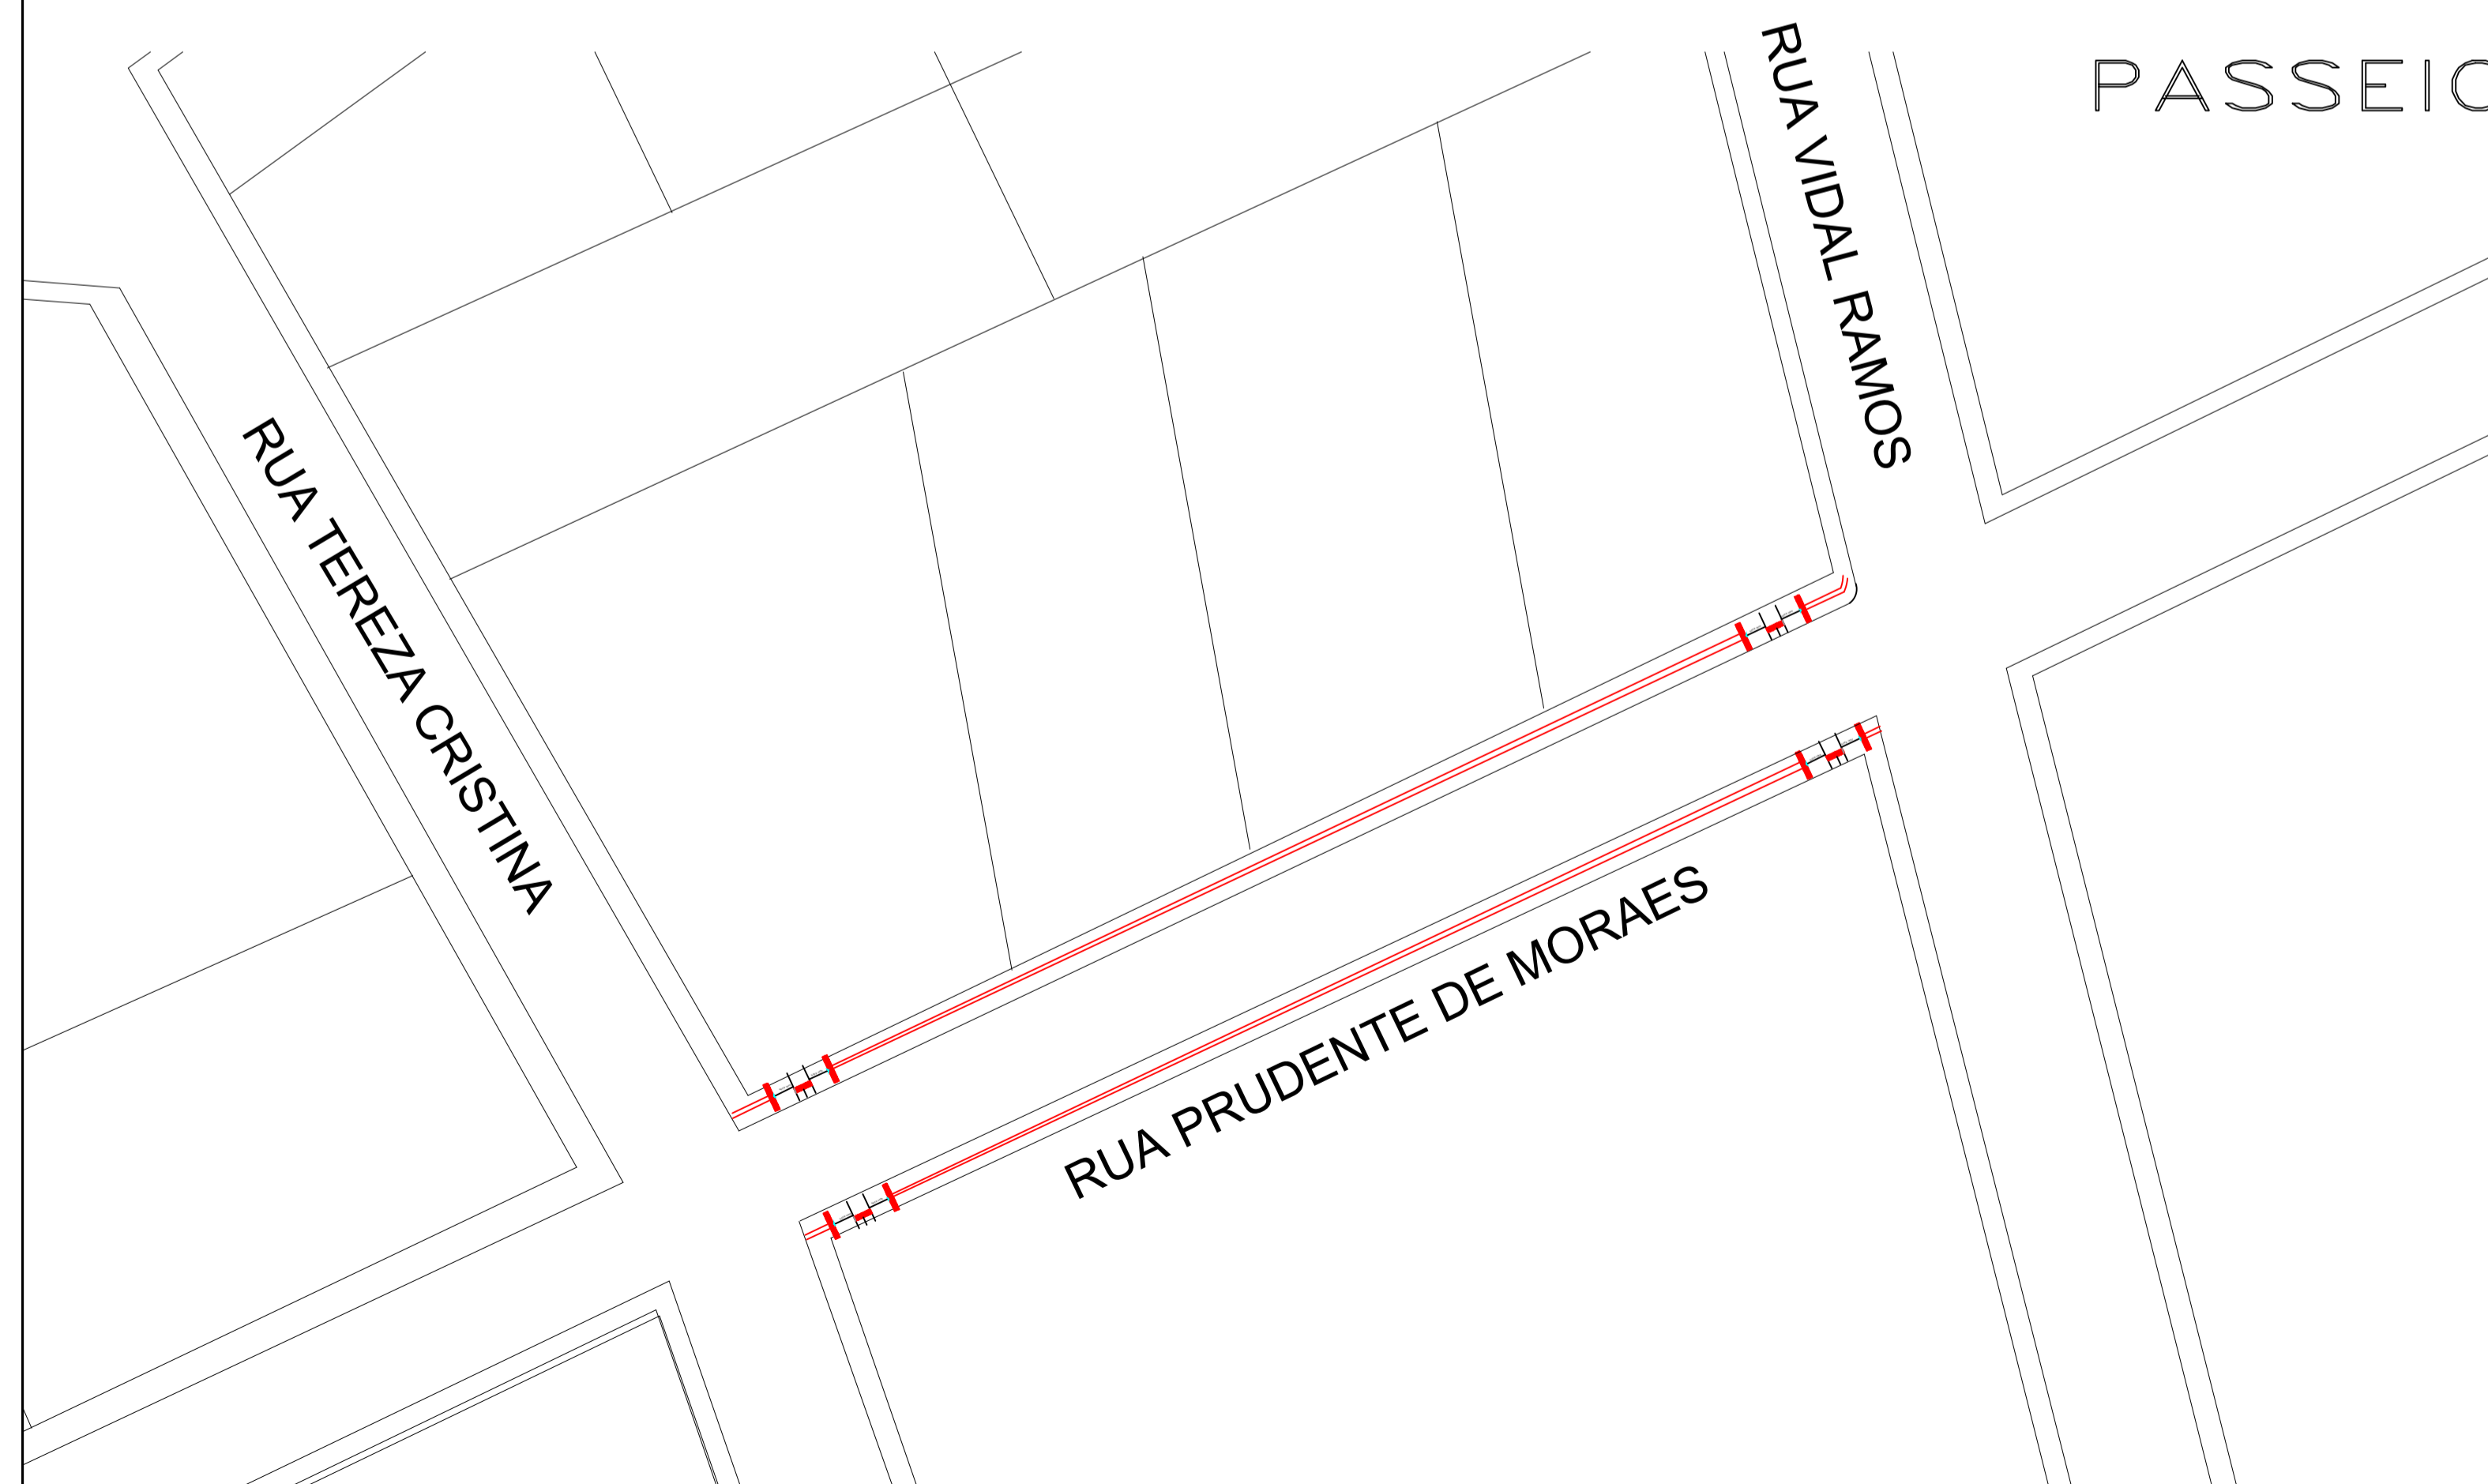 PASSEIO
RUA VIDAL RAMOS
RUA TEREZA CRISTINA
RUA PRUDENTE DE MORAES